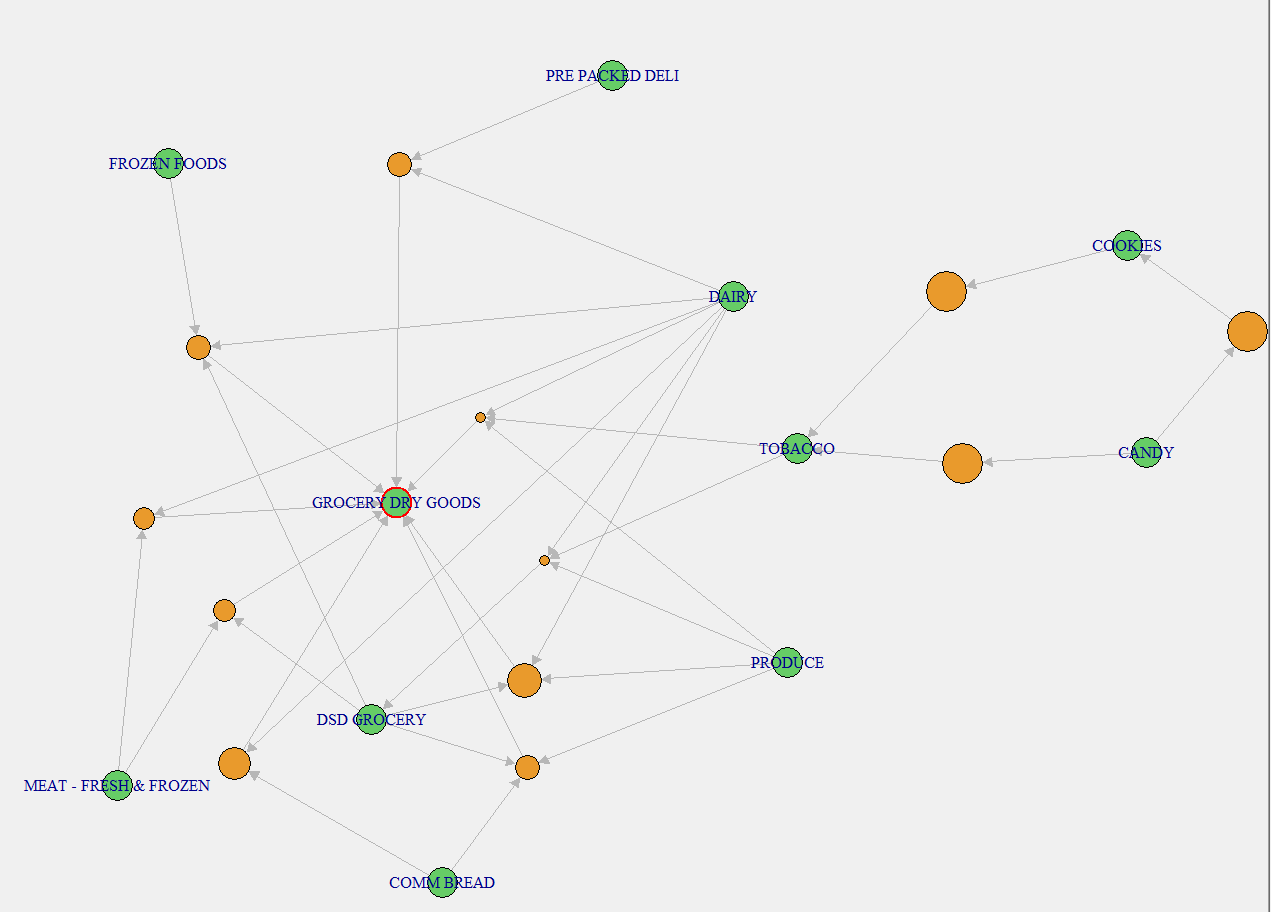 PRE PACKED DELI
FROZEN FOODS
COOKIES
DAIRY
TOBACCO
CANDY
GROCERY DRY GOODS
PRODUCE
DSD GROCERY
MEAT - FRESH & FROZEN
COMM BREAD